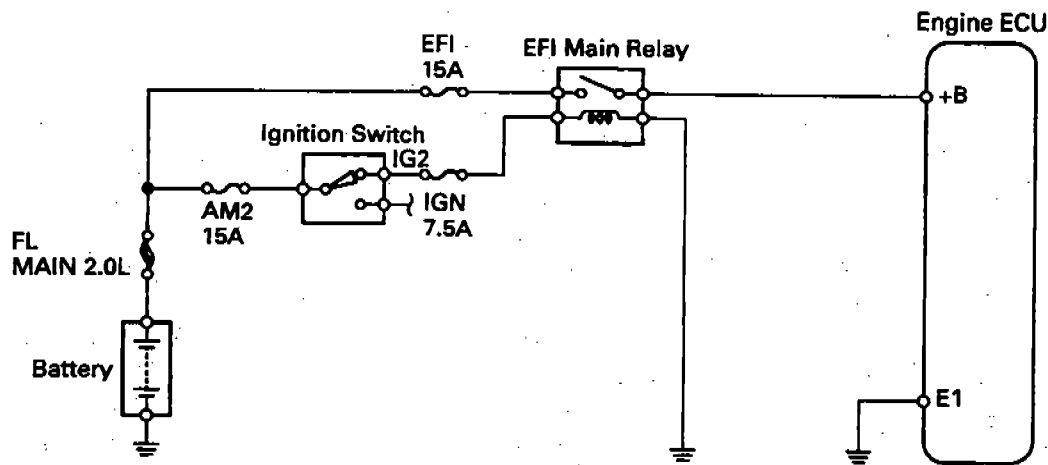 Engine ECU
EFI
15A
EFI Main Relay
+B
Ignition Switch
IG2
AM2
15A
IGN
7.5A
FL
MAIN 2.0L
Battery
E1